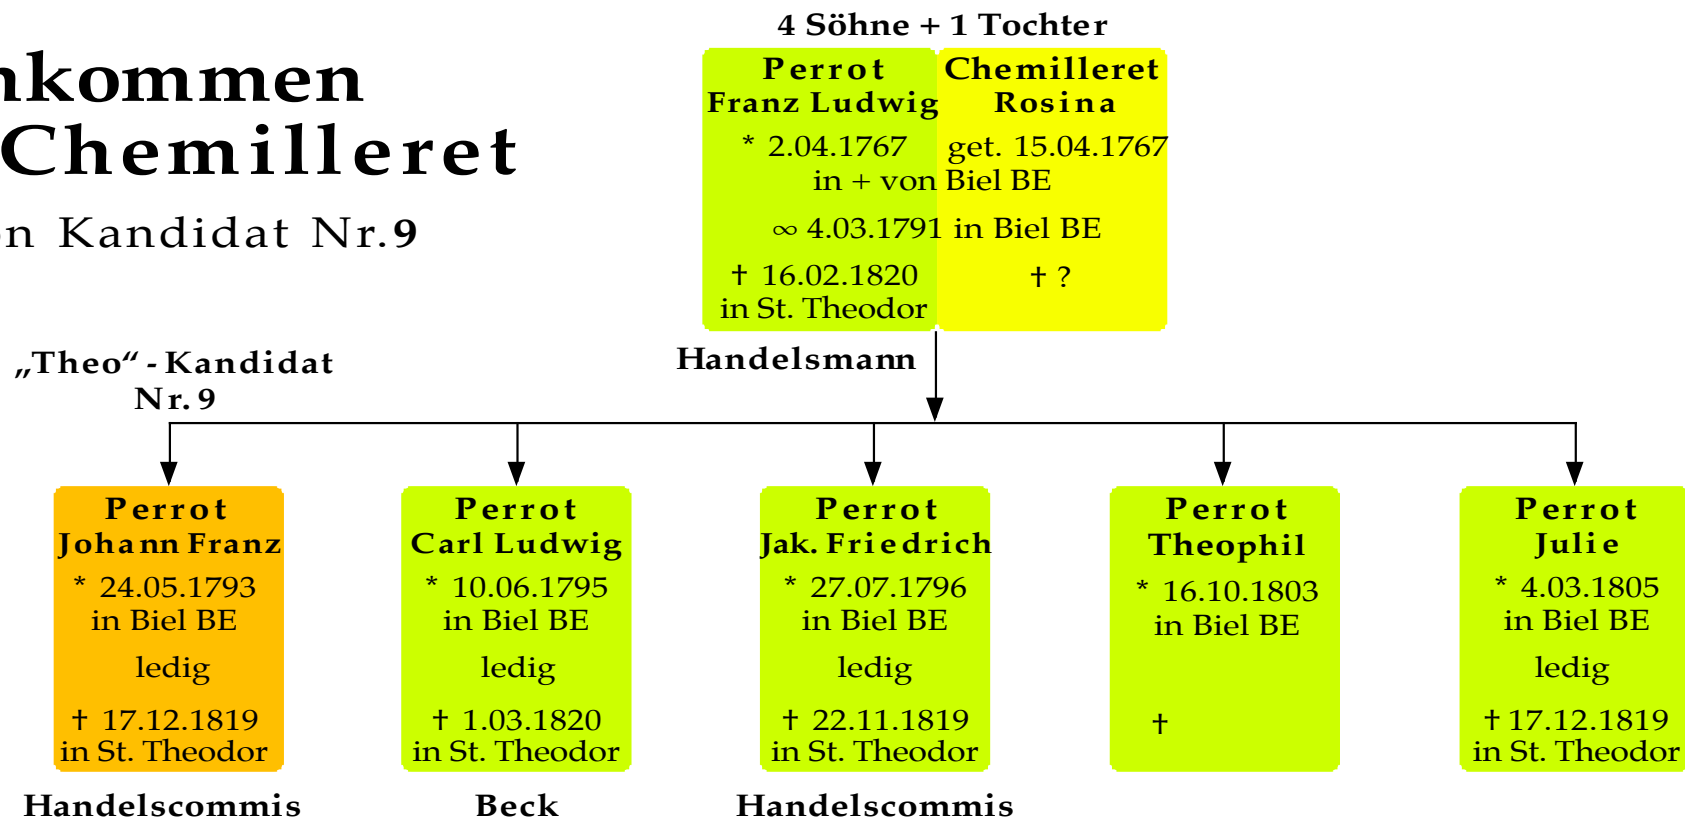 nkommen
Chemilleret
n Kandidat Nr.9
4 Söhne + 1 Tochter
Perrot
Franz Ludwig
* 2.04.1767
Chemilleret
Rosina
get. 15.04.1767
in + von Biel BE
∞ 4.03.1791 in Biel BE
† 16.02.1820
in St. Theodor
† ?
Handelsmann
„Theo“ - Kandidat
Nr. 9
Perrot
Johann Franz
* 24.05.1793
in Biel BE
ledig
† 17.12.1819
in St. Theodor
Handelscommis
Perrot
Carl Ludwig
* 10.06.1795
in Biel BE
ledig
† 1.03.1820
in St. Theodor
Beck
Perrot
Jak. Friedrich
* 27.07.1796
in Biel BE
ledig
† 22.11.1819
in St. Theodor
Handelscommis
Perrot
Theophil
* 16.10.1803
in Biel BE
†
Perrot
Julie
* 4.03.1805
in Biel BE
ledig
† 17.12.1819
in St. Theodor